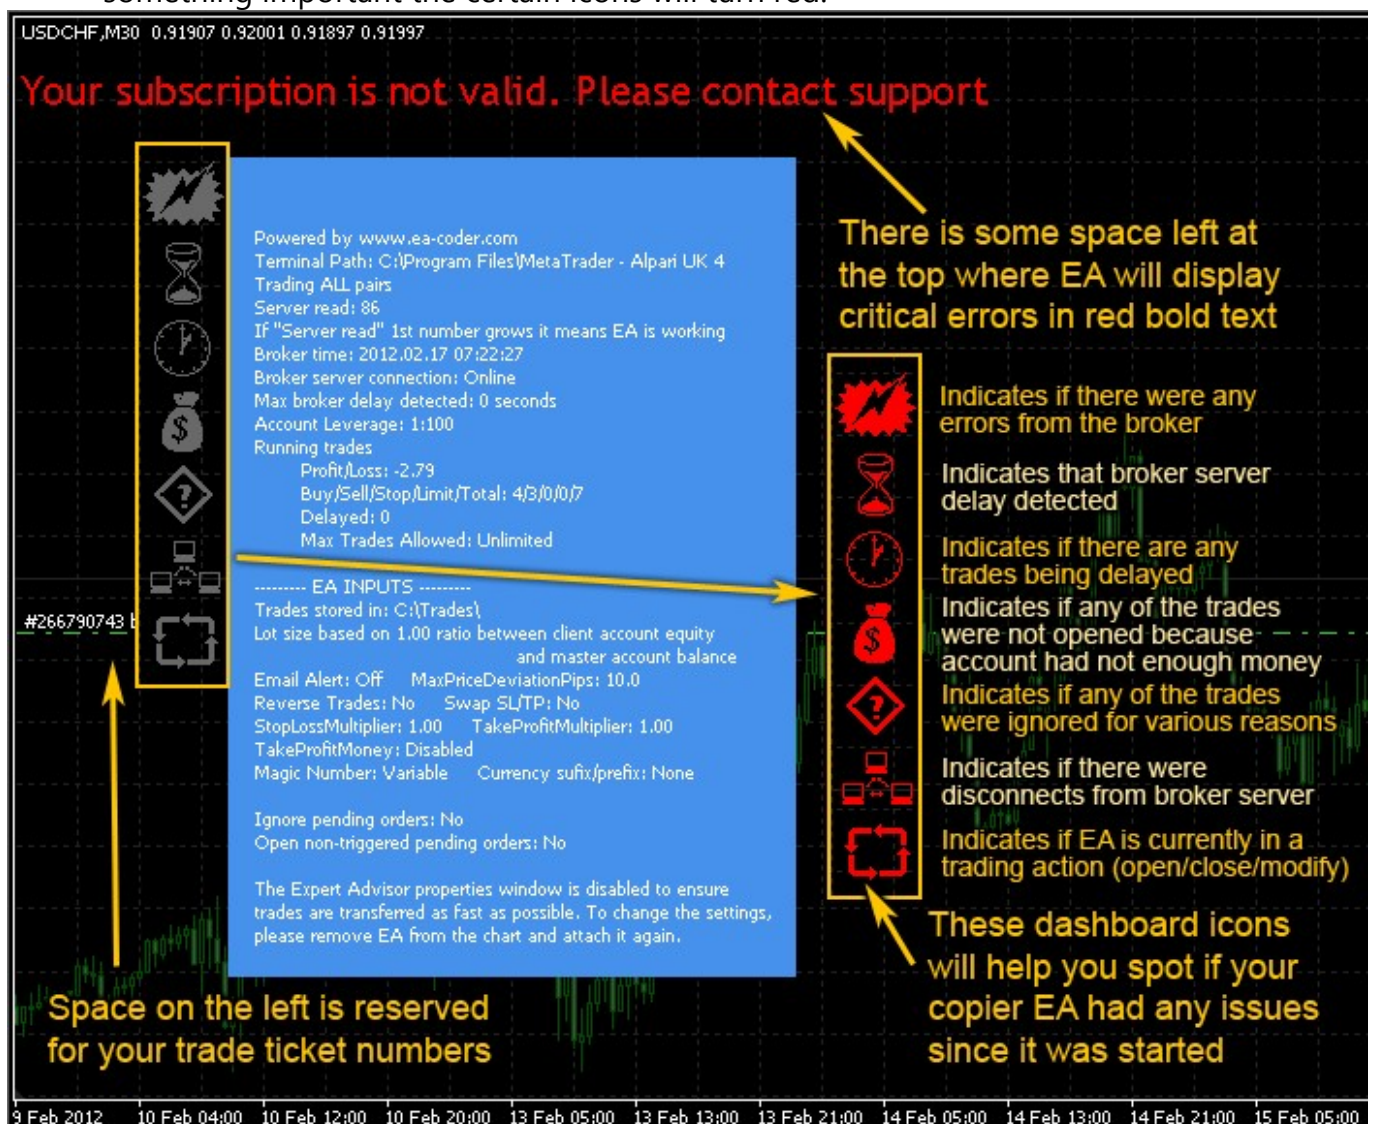 something important the certain icons will turn red.
USDCHF,M30 0.91907 0.92001 0.91897 0.91997
Your subscription is not valid. Please contact support
There is some space left at
the top where EA will display
critical errors in red bold text
Powered by www.ea-coder.com
Terminal Path: C:\Program Files\MetaTrader - Alpari UK 4
Trading ALL pairs
Server read: 86
If "Server read" 1st number grows it means EA is working
Broker time: 2012.02.17 07:22:27
Broker server connection: Online
Max broker delay detected: 0 seconds
Account Leverage: 1:100
Running trades
Profit/Loss: -2.79
Buy/Sell/Stop/Limit/Total: 4/3/0/0/7
Delayed: 0
Max Trades Allowed: Unlimited
-------- EA INPUTS --------
Trades stored in: C:\Trades\
Lot size based on 1.00 ratio between client account equity
and master account balance
Email Alert: Off MaxPriceDeviationPips: 10.0
Reverse Trades: No Swap SL/TP: No
StopLossMultiplier: 1.00 TakeProfitMultiplier: 1.00
TakeProfitMoney: Disabled
Magic Number: Variable Currency sufix/prefix: None
Ignore pending orders: No
Open non-triggered pending orders: No
The Expert Advisor properties window is disabled to ensure
trades are transferred as fast as possible. To change the settings,
please remove EA from the chart and attach it again.
#266790743 b
Indicates if there were any
errors from the broker
Indicates that broker server
delay detected
Indicates if there are any
trades being delayed
Indicates if any of the trades
were not opened because
account had not enough money
Indicates if any of the trades
were ignored for various reasons
Indicates if there were
disconnects from broker server
Indicates if EA is currently in a
trading action (open/close/modify)
These dashboard icons
will help you spot if your
copier EA had any issues
since it was started
Space on the left is reserved
for your trade ticket numbers
9 Feb 2012 10 Feb 04:00 10 Feb 12:00 10 Feb 20:00 13 Feb 05:00 13 Feb 13:00 13 Feb 21:00 14 Feb 05:00 14 Feb 13:00 14 Feb 21:00 15 Feb 05:00